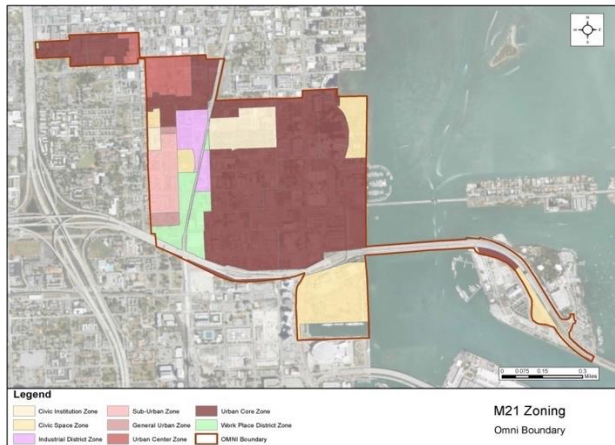 N
0 0.075 0.15 0.3
Miles
Legend
Civic Institution Zone
Sub-Urban Zone
Urban Core Zone
Civic Space Zone
General Urban Zone
Work Place District Zone
Industrial District Zone
Urban Center Zone
OMNI Boundary
M21 Zoning
Omni Boundary